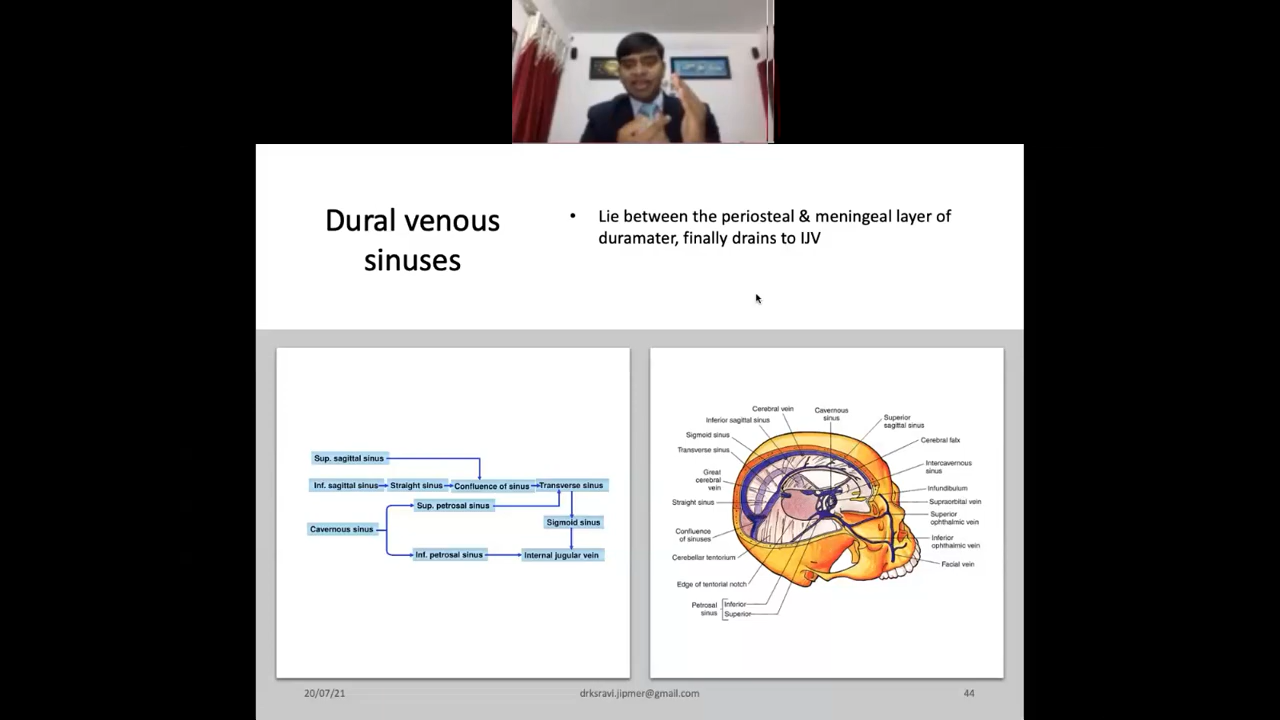 Dural venous
sinuses
• Lie between the periosteal & meningeal layer of
duramater, finally drains to IJV
Sup. sagittal sinus
Inf. sagittal sinus
Straight sinus
Confluence of sinus
Transverse sinus
Sup. petrosal sinus
Sigmoid sinus
Cavernous sinus
Inf. petrosal sinus
Internal jugular vein
Cerebral vein
Cavernous
sinus
Inferior sagittal sinus
Superior
sagittal sinus
Sigmoid sinus
Cerebral falx
Transverse sinus
Intercavernous
sinus
Great
cerebral
vein
Infundibulum
Straight sinus
Supraorbital vein
Superior
ophthalmic vein
Confluence
of sinuses
Inferior
ophthalmic vein
Cerebellar tentorium
Facial vein
Edge of tentorial notch
Petrosal
sinus
Inferior
Superior
20/07/21
drksravi.jipmer@gmail.com
44